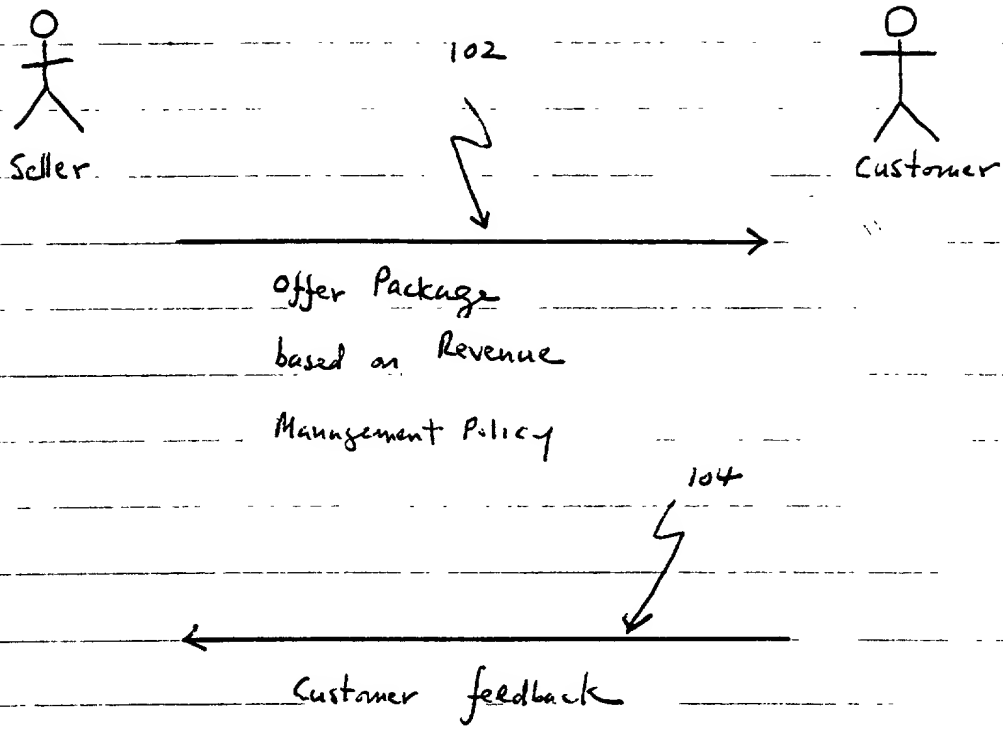 102
Seller
Customer
Offer Package
based on Revenue
Management Policy
104
Customer feedback